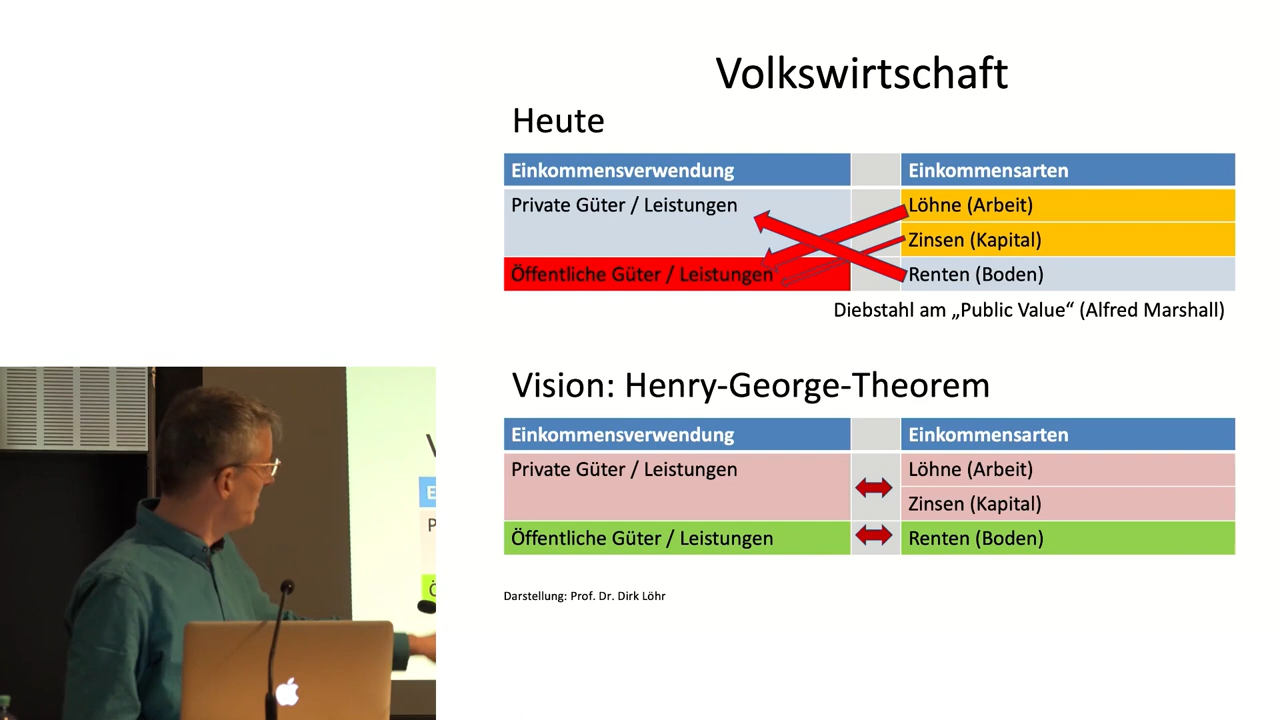 Volkswirtschaft
Heute
Einkommensverwendung
Einkommensarten
Private Güter / Leistungen
Löhne (Arbeit)
Zinsen (Kapital)
Öffentliche Güter / Leistungen
Renten (Boden)
Diebstahl am „Public Value“ (Alfred Marshall)
Vision: Henry-George-Theorem
Einkommensverwendung
Einkommensarten
Private Güter / Leistungen
Löhne (Arbeit)
Zinsen (Kapital)
Öffentliche Güter / Leistungen
Renten (Boden)
Darstellung: Prof. Dr. Dirk Löhr